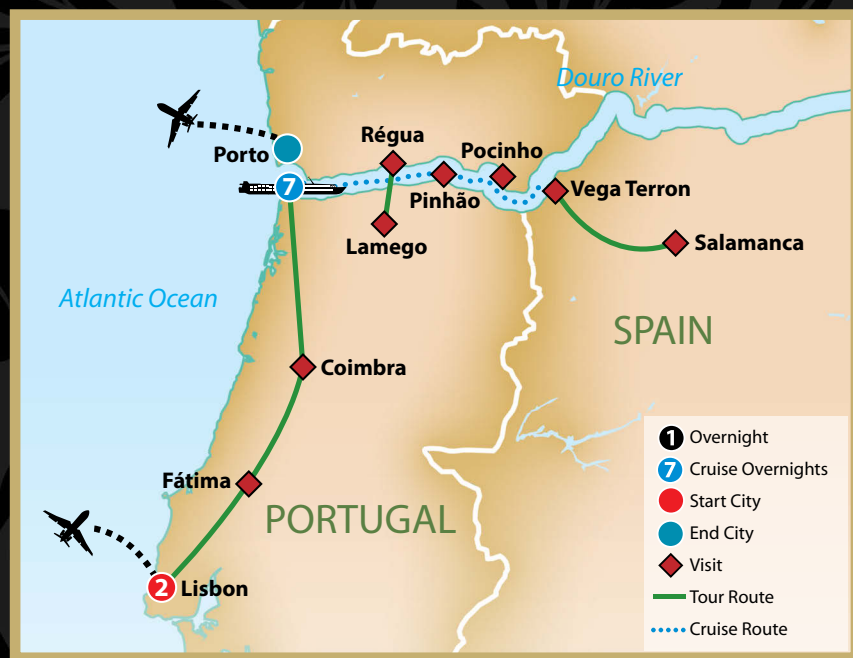 Douro River
Régua
Porto
Pocinho
7
Pinhão
Vega Terron
Lamego
Salamanca
Atlantic Ocean
SPAIN
Coimbra
Fátima
PORTUGAL
2 Lisbon
1 Overnight
7 Cruise Overnights
Start City
End City
Visit
Tour Route
Cruise Route